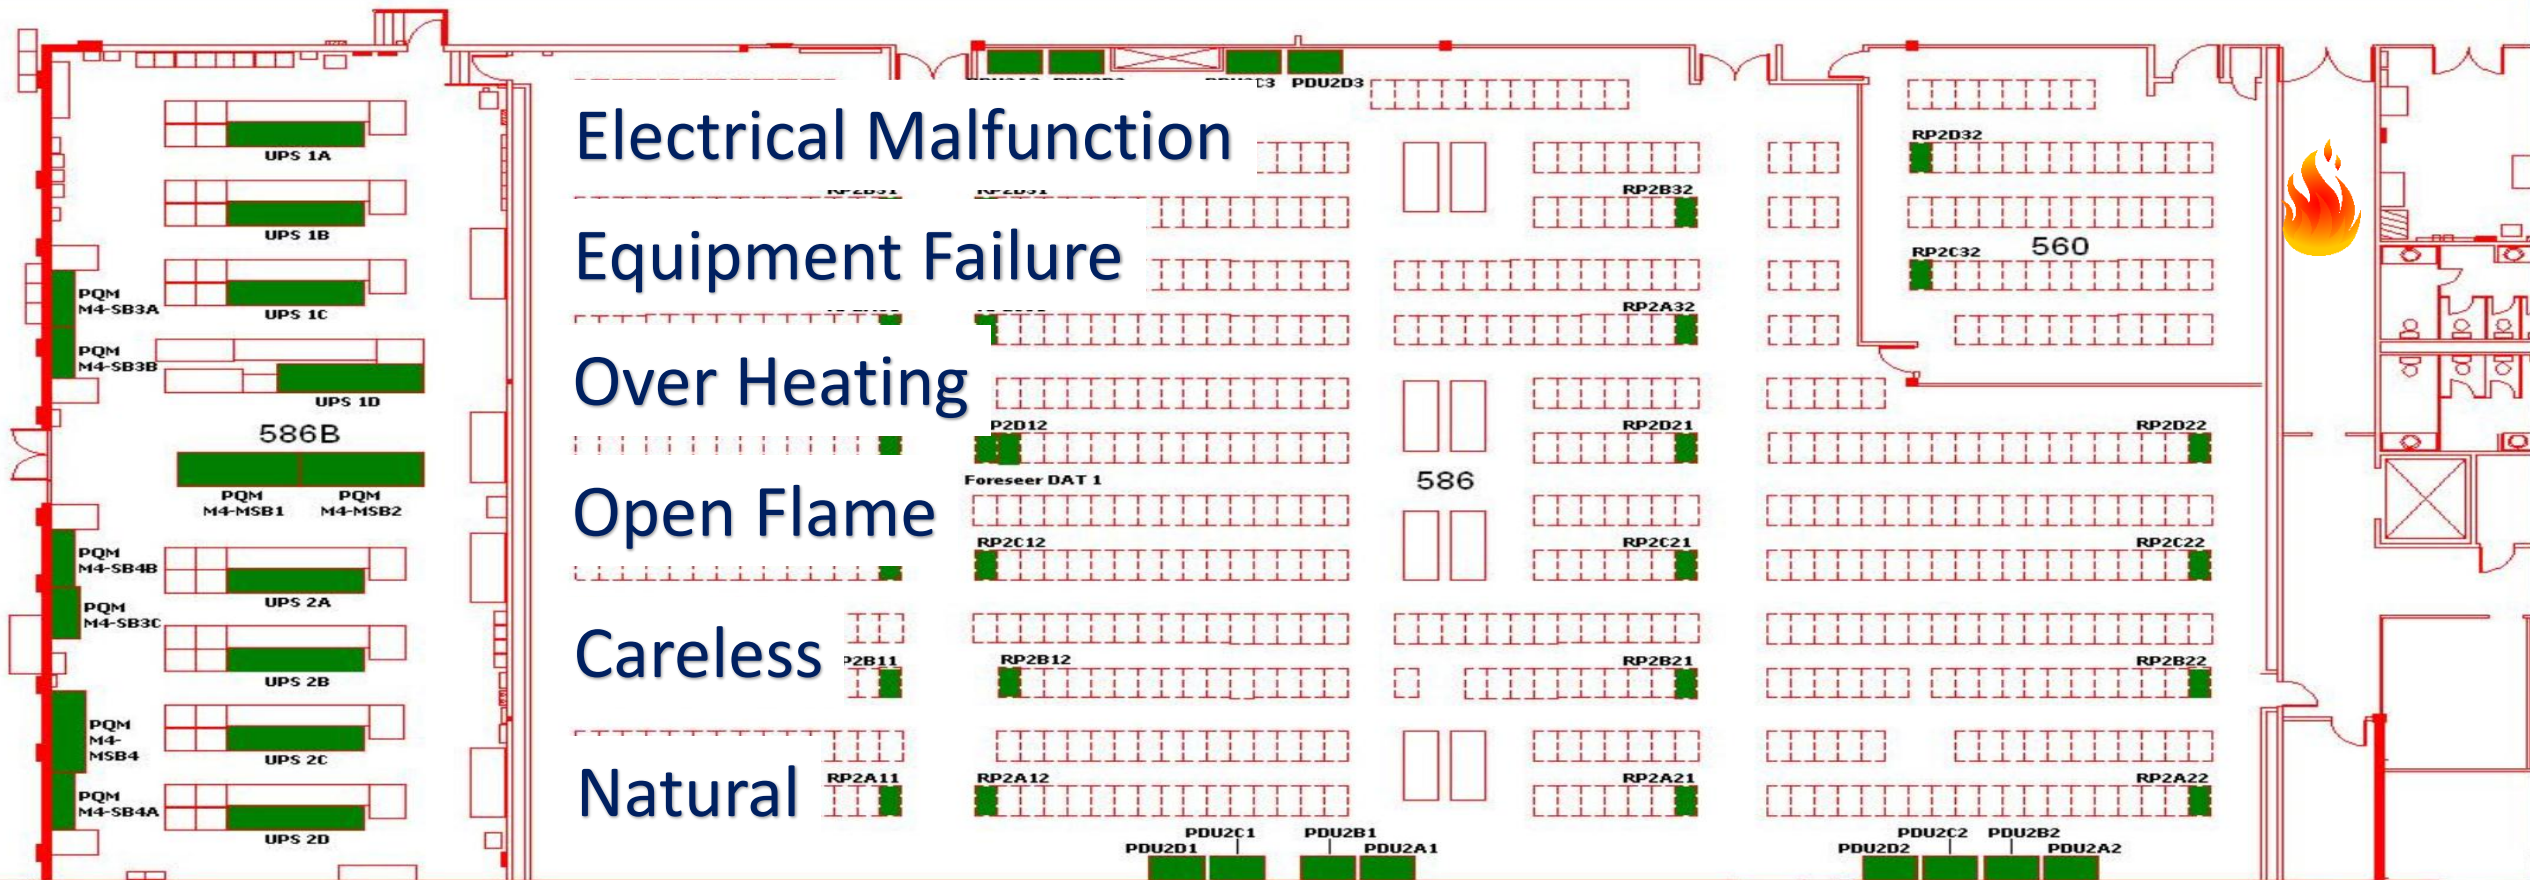 PDU2D3
Electrical Malfunction
Equipment Failure
Over Heating
Open Flame
Careless
Natural
UPS 1A
UPS 1B
UPS 1C
UPS 1D
PQM
M4-SB3A
PQM
M4-SB3B
586B
PQM
M4-MSB1
PQM
M4-MSB2
PQM
M4-SB4B
PQM
M4-SB3C
UPS 2A
UPS 2B
UPS 2C
UPS 2D
PQM
M4-
MSB4
PQM
M4-SB4A
RP2B32
RP2D32
RP2C32
560
RP2A32
RP2D21
RP2D22
Foreseer DAT 1
586
RP2C12
RP2C21
RP2C22
RP2B12
RP2B21
RP2B22
RP2A11
RP2A12
RP2A21
RP2A22
PDU2C1
PDU2B1
PDU2D1
PDU2A1
PDU2C2
PDU2B2
PDU2D2
PDU2A2